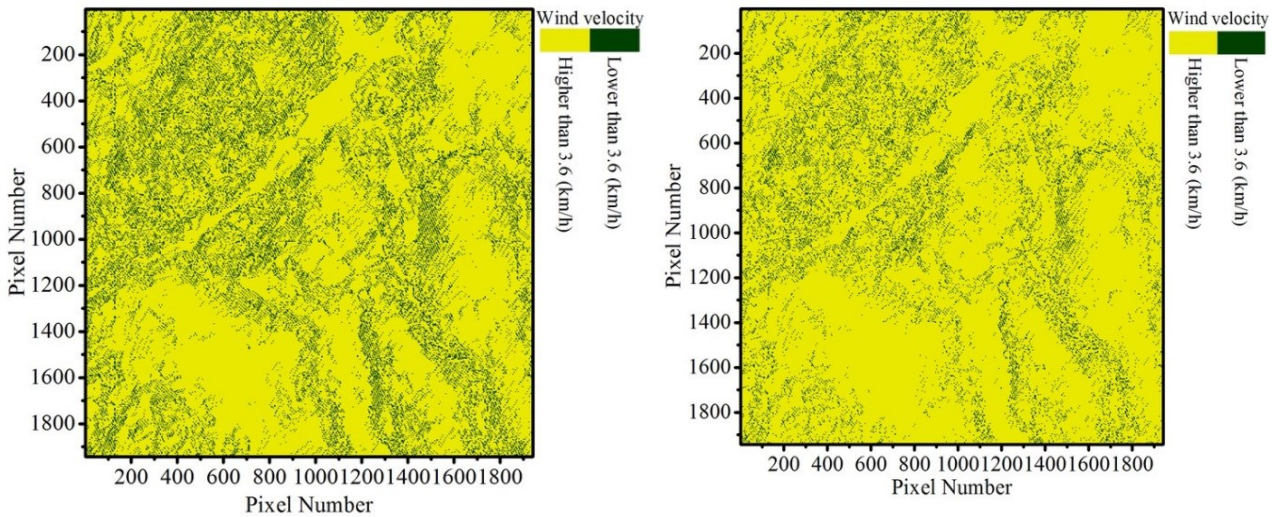 Wind velocity
Higher than 3.6 (km/h)
Lower than 3.6 (km/h)
Pixel Number
200
400
600
800
1000
1200
1400
1600
1800
200 400 600 800 1000 1200 1400 1600 1800
Pixel Number
Wind velocity
Higher than 3.6 (km/h)
Lower than 3.6 (km/h)
Pixel Number
200
400
600
800
1000
1200
1400
1600
1800
200 400 600 800 1000 1200 1400 1600 1800
Pixel Number